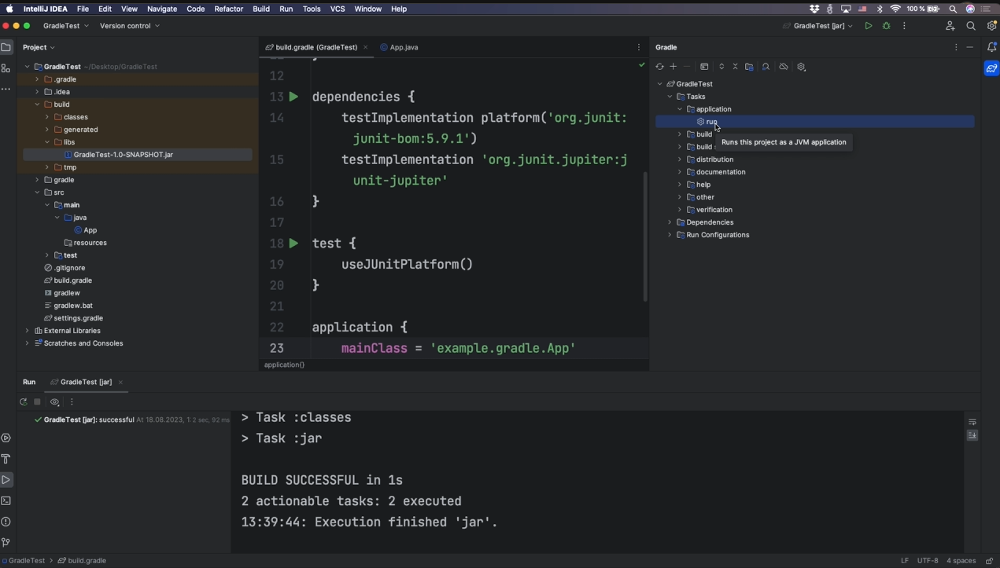 IntelliJ IDEA File Edit View Navigate Code Refactor Build Run Tools VCS Window Help 100 %
GradleTest Version control GradleTest [jar]
Project
GradleTest ~/Desktop/GradleTest
.gradle
.idea
build
classes
generated
libs
GradleTest-1.0-SNAPSHOT.jar
tmp
gradle
src
main
java
App
resources
test
.gitignore
build.gradle
gradlew
gradlew.bat
settings.gradle
External Libraries
Scratches and Consoles
build.gradle (GradleTest) App.java
12
13 dependencies {
14 testImplementation platform('org.junit:
junit-bom:5.9.1')
15 testImplementation 'org.junit.jupiter:j
unit-jupiter'
16 }
17
18 test {
19 useJUnitPlatform()
20 }
21
22 application {
23 mainClass = 'example.gradle.App'
application{}
Gradle
GradleTest
Tasks
application
run
Runs this project as a JVM application
build
build
distribution
documentation
help
other
verification
Dependencies
Run Configurations
Run GradleTest [jar]
GradleTest [jar]: successful At 18.08.2023, 1 2 sec, 92 ms
> Task :classes
> Task :jar
BUILD SUCCESSFUL in 1s
2 actionable tasks: 2 executed
13:39:44: Execution finished 'jar'.
GradleTest > build.gradle LF UTF-8 4 spaces